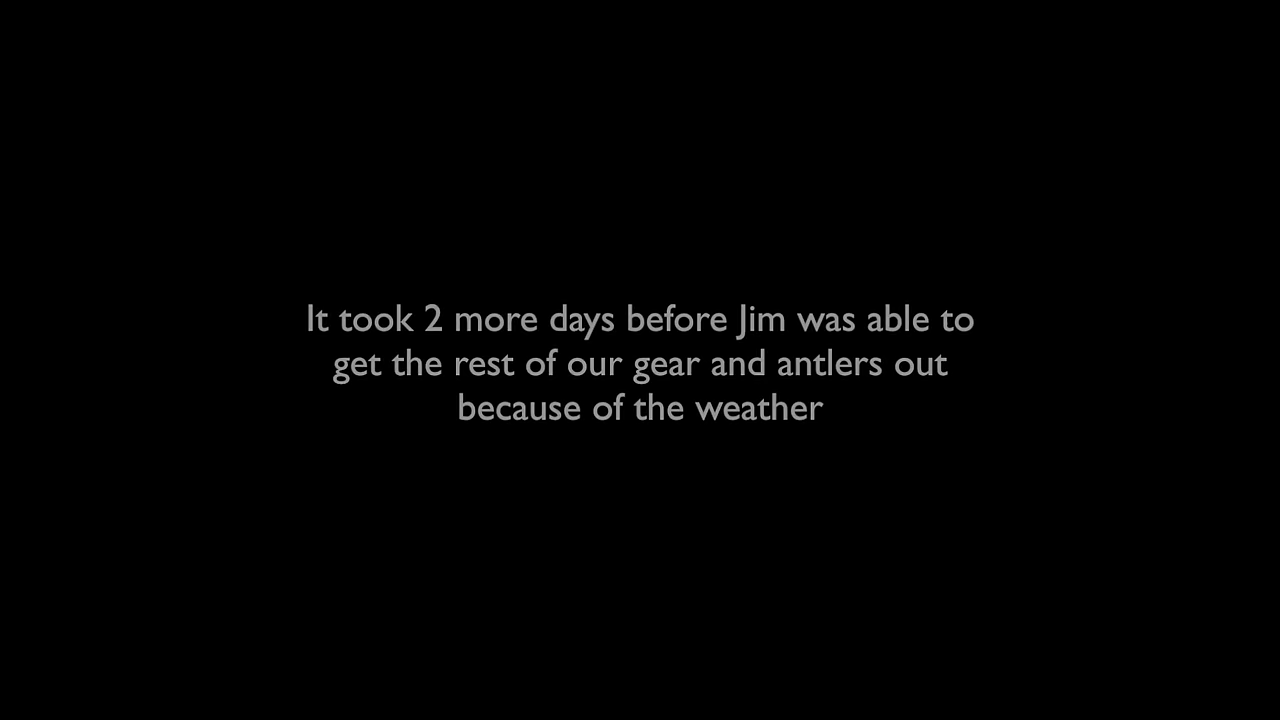 It took 2 more days before Jim was able to
get the rest of our gear and antlers out
because of the weather